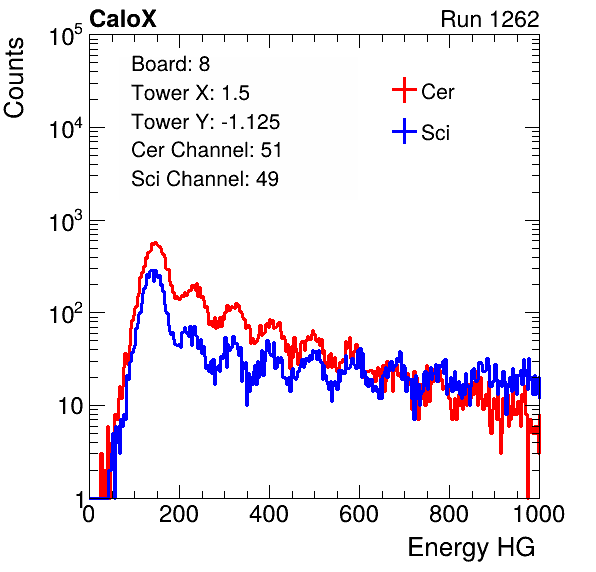 CaloX Run 1262
Counts
10^5
10^4
10^3
10^2
10
1
Board: 8
Tower X: 1.5
Tower Y: -1.125
Cer Channel: 51
Sci Channel: 49
Cer
Sci
0 200 400 600 800 1000
Energy HG